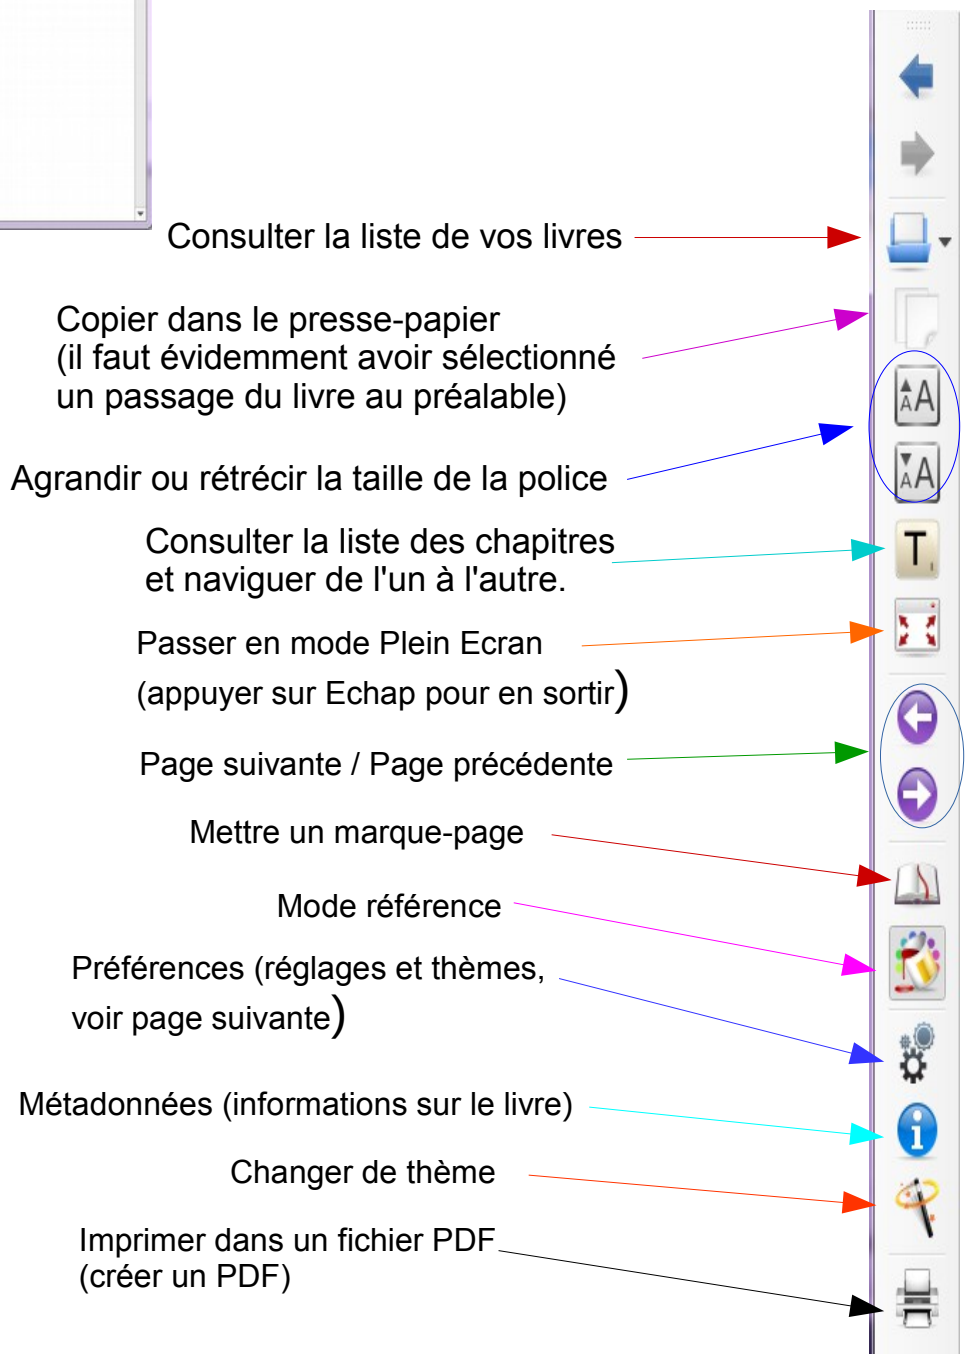 Consulter la liste de vos livres
Copier dans le presse-papier
(il faut évidemment avoir sélectionné
un passage du livre au préalable)
AA
AA
Agrandir ou rétrécir la taille de la police
Consulter la liste des chapitres
et naviguer de l'un à l'autre.
T
Passer en mode Plein Ecran
(appuyer sur Echap pour en sortir)
Page suivante / Page précédente
Mettre un marque-page
Mode référence
Préférences (réglages et thèmes,
voir page suivante)
Métadonnées (informations sur le livre)
i
Changer de thème
Imprimer dans un fichier PDF
(créer un PDF)